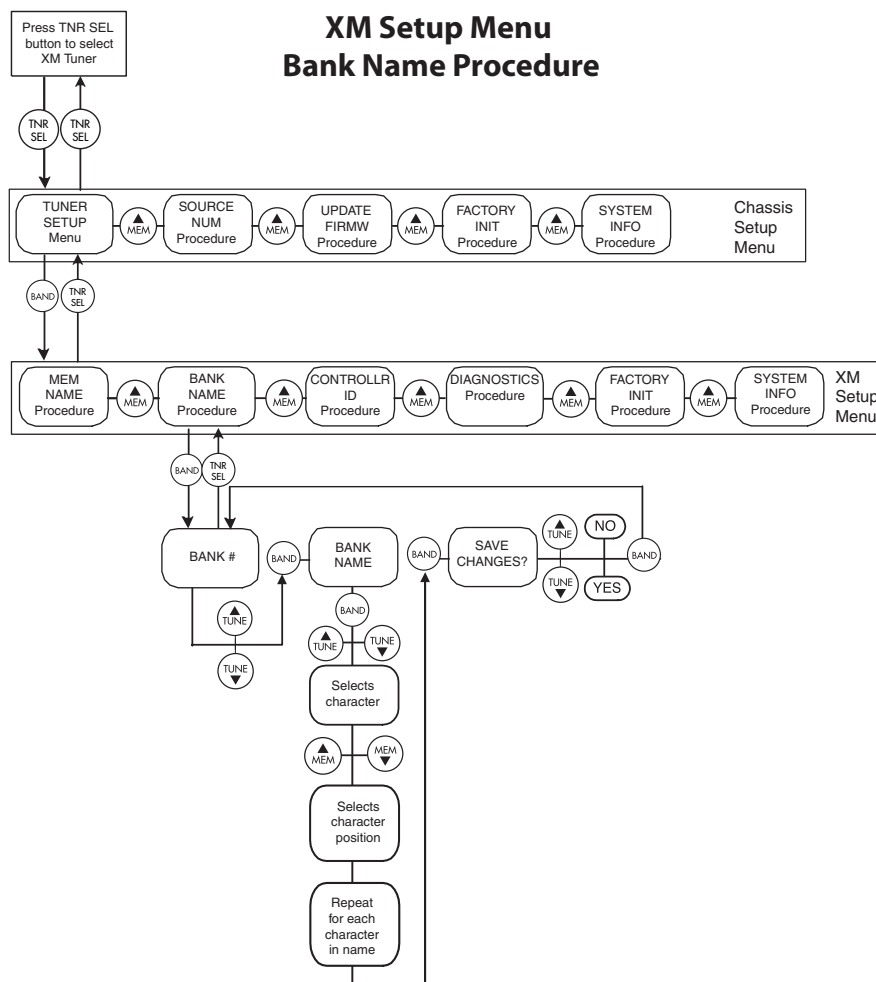 XM Setup Menu
Bank Name Procedure
Press TNR SEL
button to select
XM Tuner
TNR
SEL
TNR
SEL
TUNER
SETUP
Menu
MEM
SOURCE
NUM
Procedure
MEM
UPDATE
FIRMW
Procedure
MEM
FACTORY
INIT
Procedure
MEM
SYSTEM
INFO
Procedure
Chassis
Setup
Menu
BAND
TNR
SEL
MEM
NAME
Procedure
MEM
BANK
NAME
Procedure
MEM
CONTROLLR
ID
Procedure
MEM
DIAGNOSTICS
Procedure
MEM
FACTORY
INIT
Procedure
MEM
SYSTEM
INFO
Procedure
XM
Setup
Menu
BAND
TNR
SEL
BANK #
TUNE
TUNE
BAND
BANK
NAME
BAND
SAVE
CHANGES?
TUNE
TUNE
NO
YES
BAND
BAND
TUNE
TUNE
Selects
character
MEM
MEM
Selects
character
position
Repeat
for each
character
in name